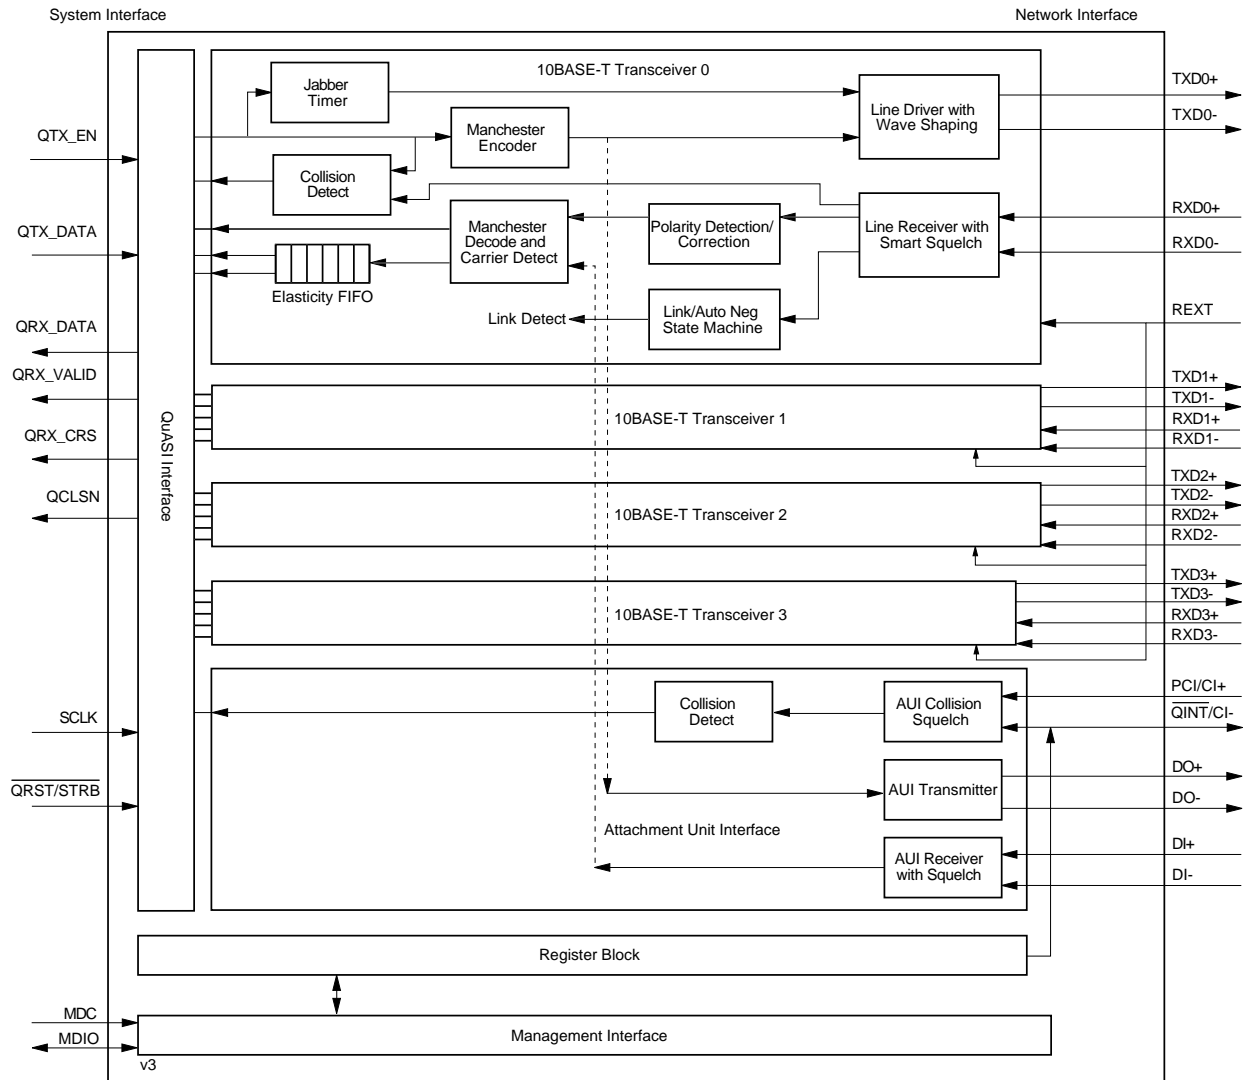 System Interface
Network Interface
10BASE-T Transceiver 0
Jabber
Timer
Manchester
Encoder
Line Driver with
Wave Shaping
Collision
Detect
Manchester
Decode and
Carrier Detect
Polarity Detection/
Correction
Line Receiver with
Smart Squelch
Elasticity FIFO
Link Detect
Link/Auto Neg
State Machine
QTX_EN
QTX_DATA
QRX_DATA
QRX_VALID
QRX_CRS
QCLSN
SCLK
QRST/STRB
MDC
MDIO
QuASI Interface
10BASE-T Transceiver 1
10BASE-T Transceiver 2
10BASE-T Transceiver 3
Collision
Detect
AUI Collision
Squelch
AUI Transmitter
Attachment Unit Interface
AUI Receiver
with Squelch
Register Block
Management Interface
v3
TXD0+
TXD0-
RXD0+
RXD0-
REXT
TXD1+
TXD1-
RXD1+
RXD1-
TXD2+
TXD2-
RXD2+
RXD2-
TXD3+
TXD3-
RXD3+
RXD3-
PCI/CI+
QINT/CI-
DO+
DO-
DI+
DI-